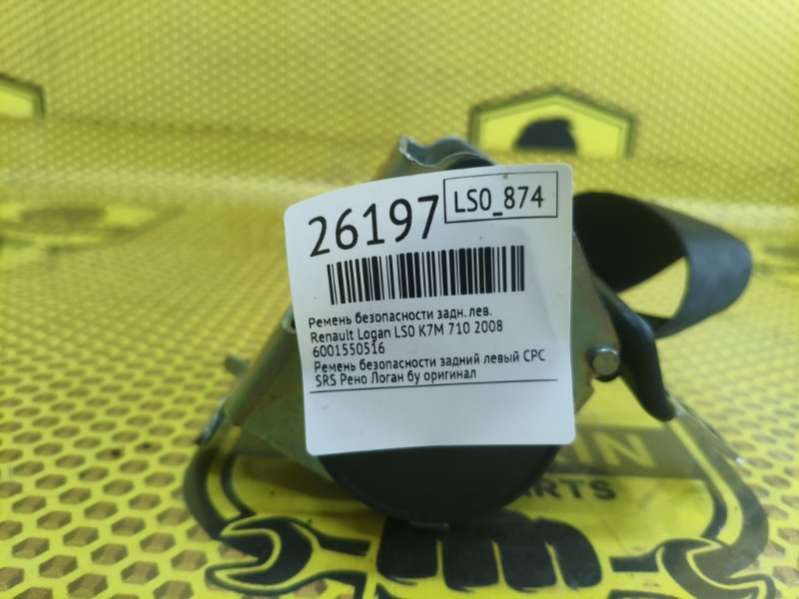 26197
LS0_874
Ремень безопасности задн. лев.
Renault Logan LS0 K7M 710 2008
6001550516
Ремень безопасности задний левый СРС
SRS Рено Логан бу оригинал